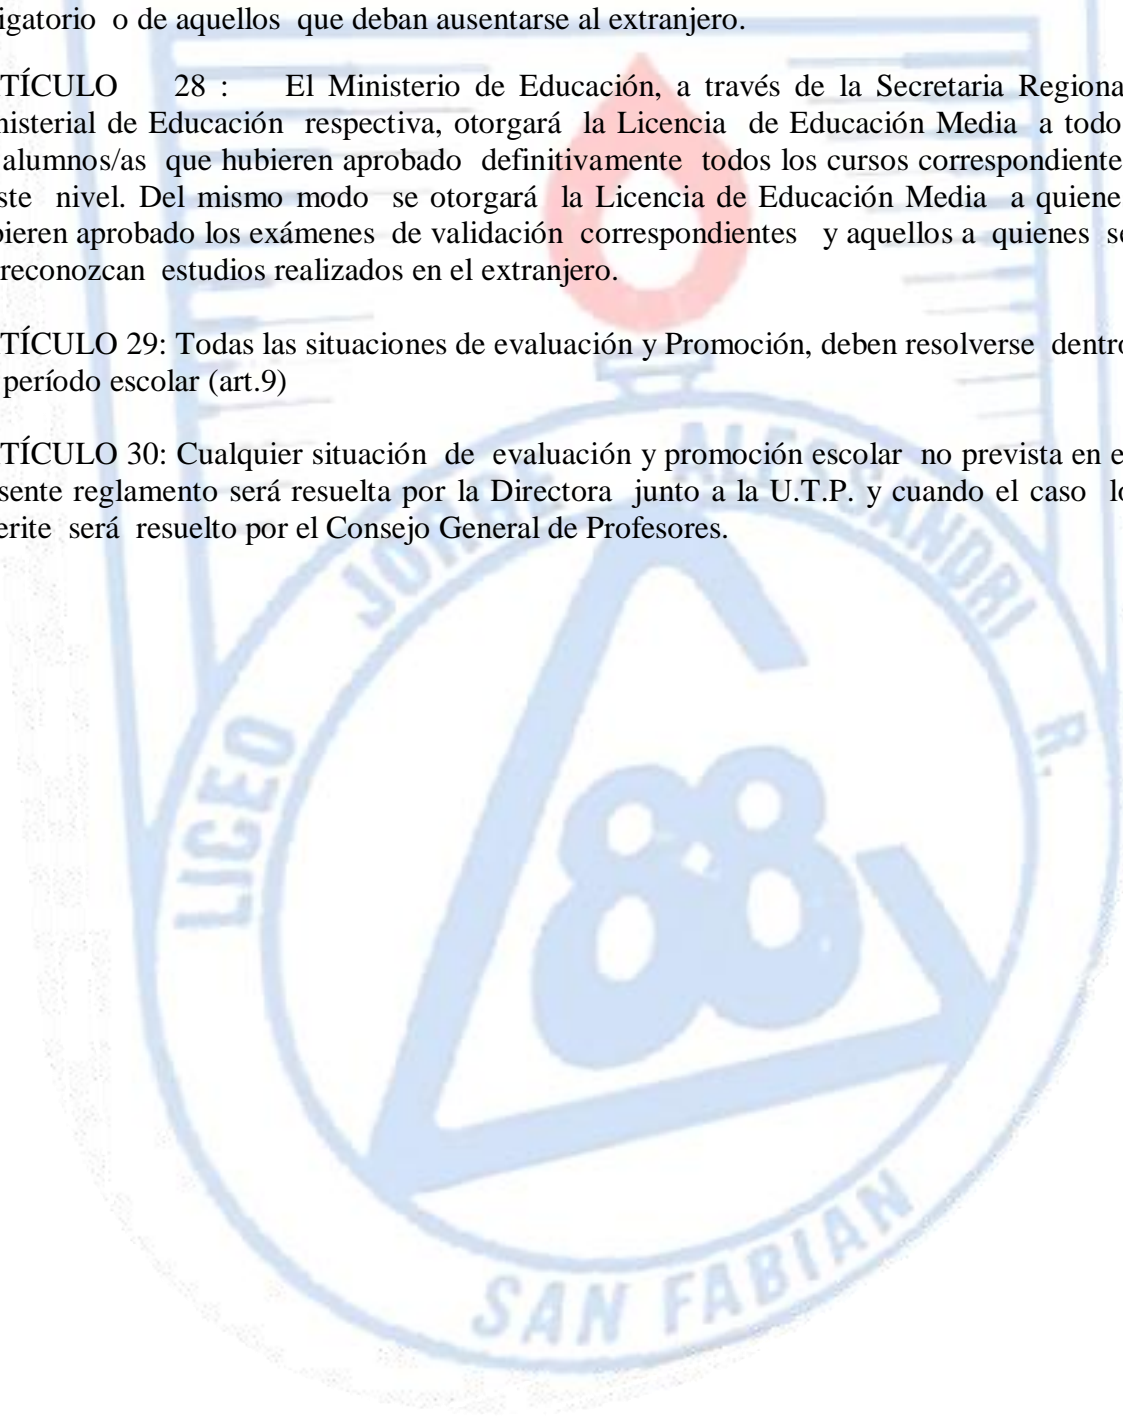 igatorio o de aquellos que deban ausentarse al extranjero.
TÍCULO 28 : El Ministerio de Educación, a través de la Secretaria Regiona
nisterial de Educación respectiva, otorgará la Licencia de Educación Media a todo
alumnos/as que hubieren aprobado definitivamente todos los cursos correspondiente
ste nivel. Del mismo modo se otorgará la Licencia de Educación Media a quiene
bieren aprobado los exámenes de validación correspondientes y aquellos a quienes se
reconozcan estudios realizados en el extranjero.
TÍCULO 29: Todas las situaciones de evaluación y Promoción, deben resolverse dentro
período escolar (art.9)
TÍCULO 30: Cualquier situación de evaluación y promoción escolar no prevista en e
sente reglamento será resuelta por la Directora junto a la U.T.P. y cuando el caso lo
erite será resuelto por el Consejo General de Profesores.
LICEO JORGE ALESSANDRI R.
88
SAN FABIAN